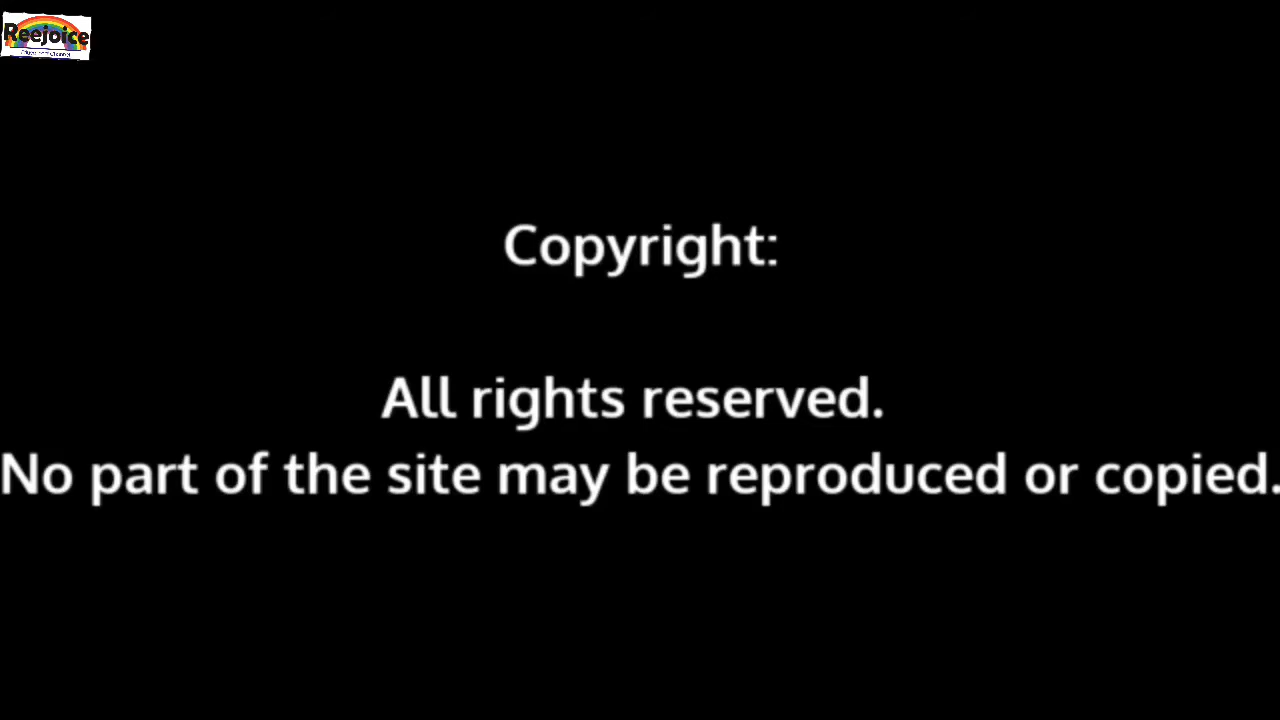 Reejoice
Copyright:
All rights reserved.
No part of the site may be reproduced or copied.